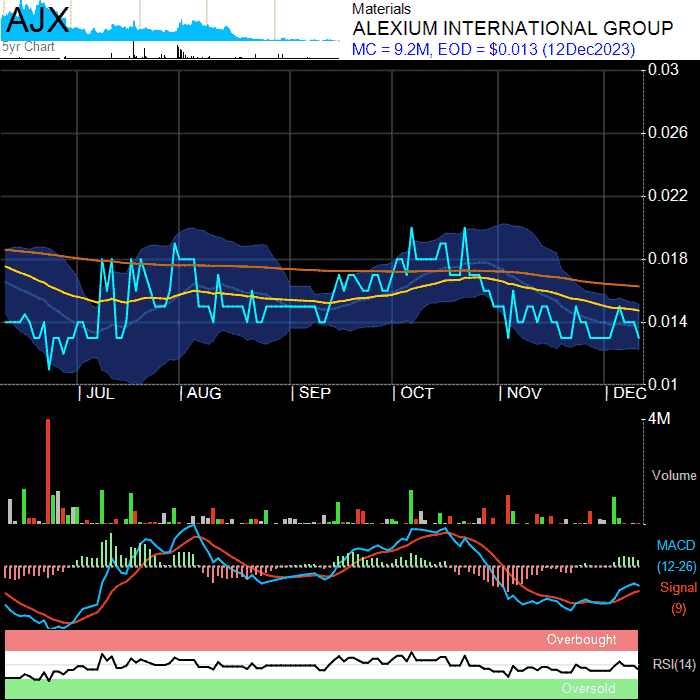 AJX
5yr Chart
Materials
ALEXIUM INTERNATIONAL GROUP
MC = 9.2M, EOD = $0.013 (12Dec2023)
0.03
0.026
0.022
0.018
0.014
0.01
| JUL | AUG | SEP | OCT | NOV | DEC
4M
Volume
MACD
(12-26)
Signal
(9)
Overbought
RSI(14)
Oversold